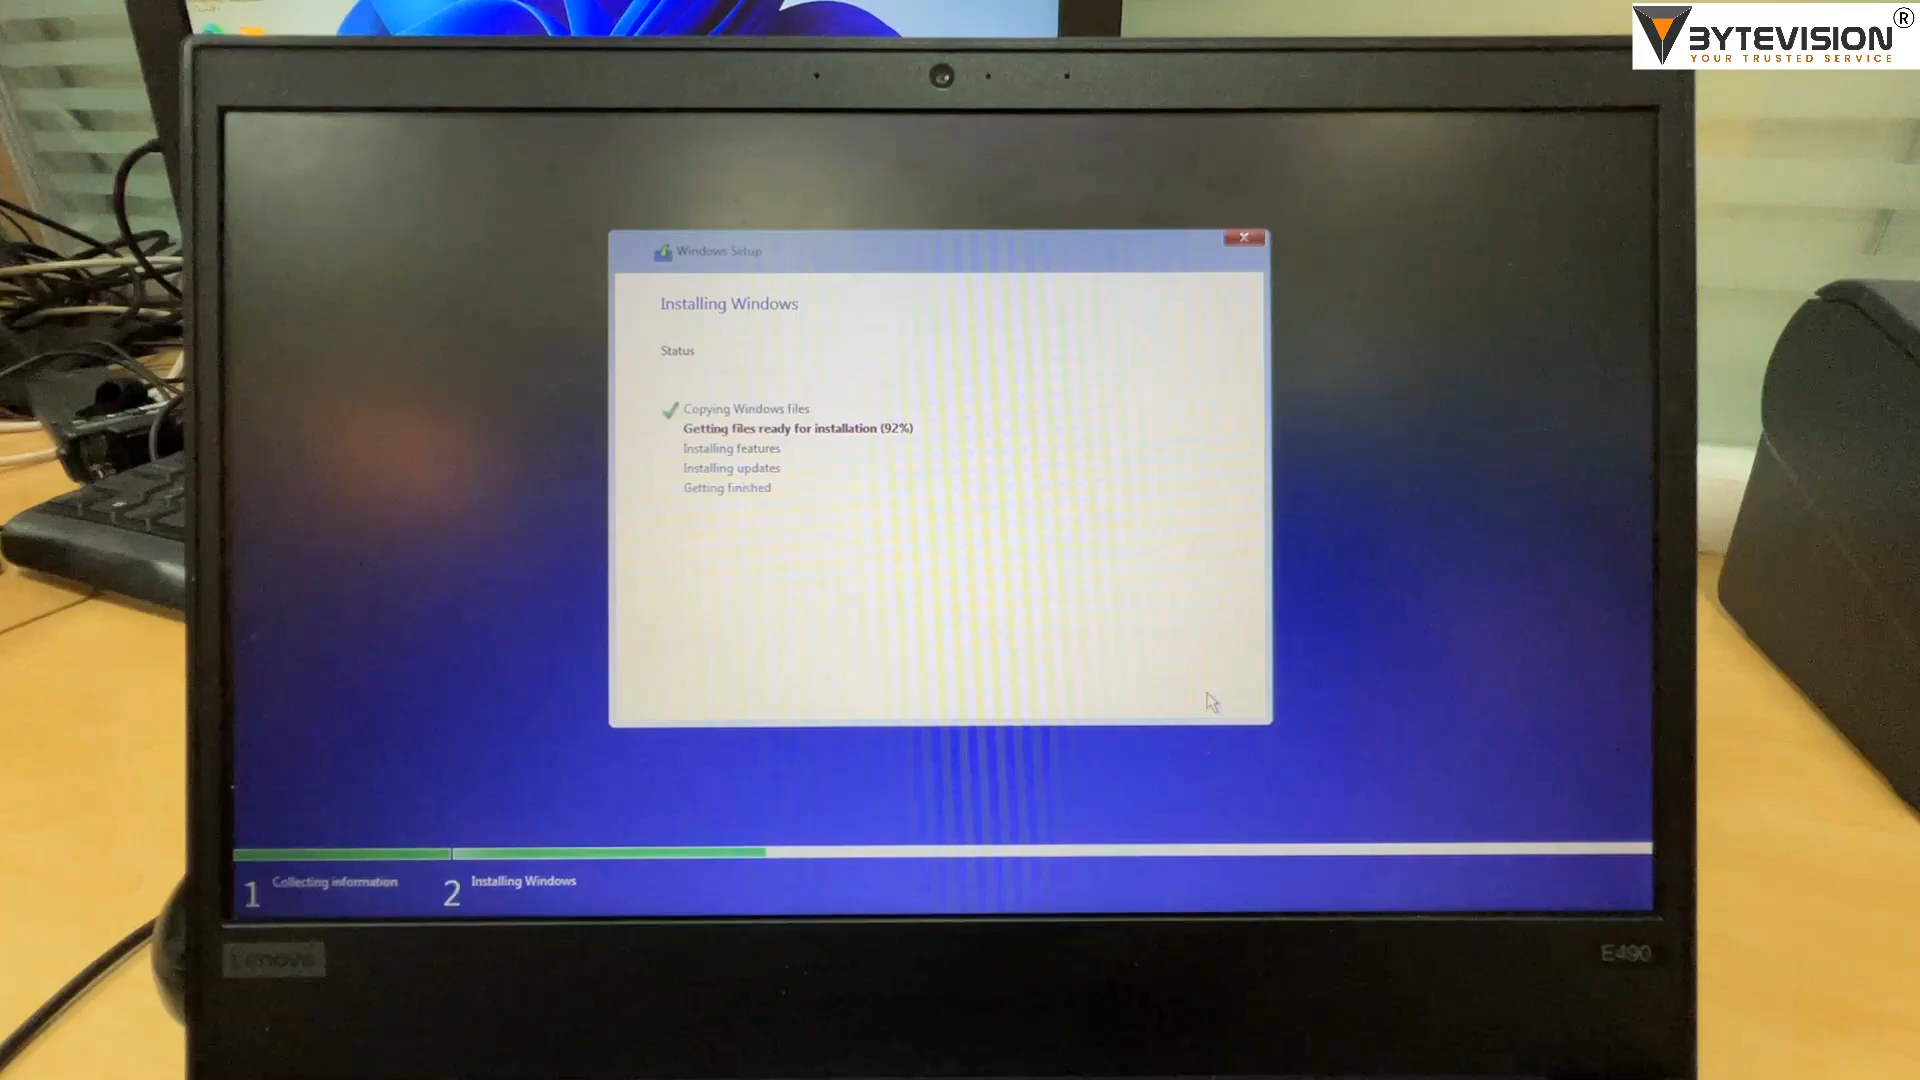 BYTEVISION®
YOUR TRUSTED SERVICE
Windows Setup
Installing Windows
Status
Copying Windows files
Getting files ready for installation (92%)
Installing features
Installing updates
Getting finished
1 Collecting information
2 Installing Windows
Lenovo
E490